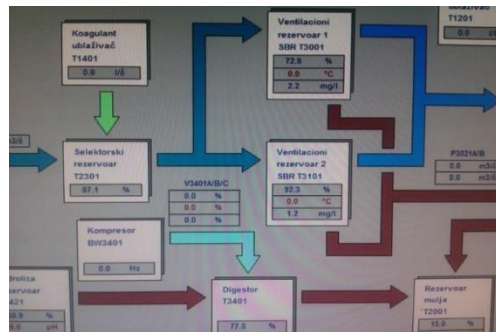 Koagulant
ublaživač
T1401
0.0 l/š
Ventilacioni
rezervoar 1
SBR T3001
72.8 %
0.0 °C
2.2 mg/l
T1201
0.0
Selektorski
rezervoar
T2301
87.1 %
Ventilacioni
rezervoar 2
SBR T3101
92.3 %
0.0 °C
1.2 mg/l
P3021A/B
0.0
0.0
V3401A/B/C
0.0 %
0.0 %
0.0 %
Kompresor
BW3401
0.0 Hz
Digestor
T3401
77.0 %
Rezervoar
mulja
T2001
15.0 %
pH